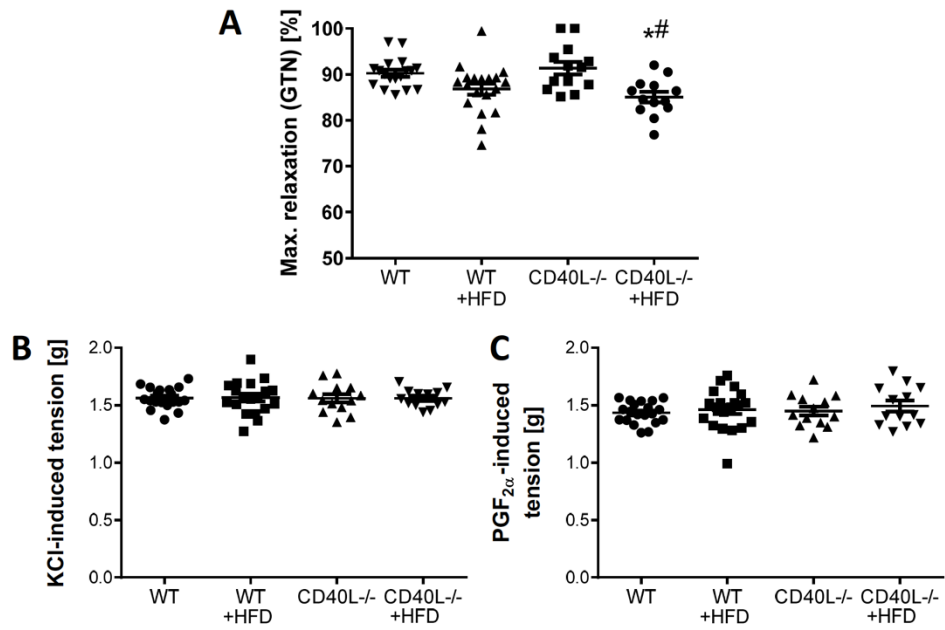 A
Max. relaxation (GTN) [%]
100
90
80
70
60
50
*#
WT
WT
+HFD
CD40L-/-
CD40L-/-
+HFD
B
KCl-induced tension [g]
2.0
1.5
1.0
0.5
0.0
WT
WT
+HFD
CD40L-/-
CD40L-/-
+HFD
C
PGF2α-induced
tension [g]
2.0
1.5
1.0
0.5
0.0
WT
WT
+HFD
CD40L-/-
CD40L-/-
+HFD